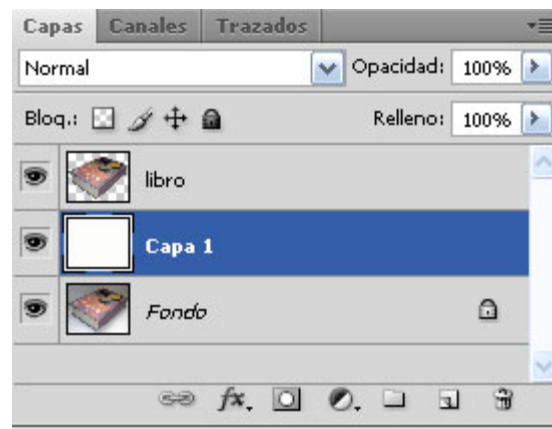 Capas Canales Trazados
Normal Opacidad: 100%
Bloq.: Relleno: 100%
libro
Capa 1
Fondo
fx.